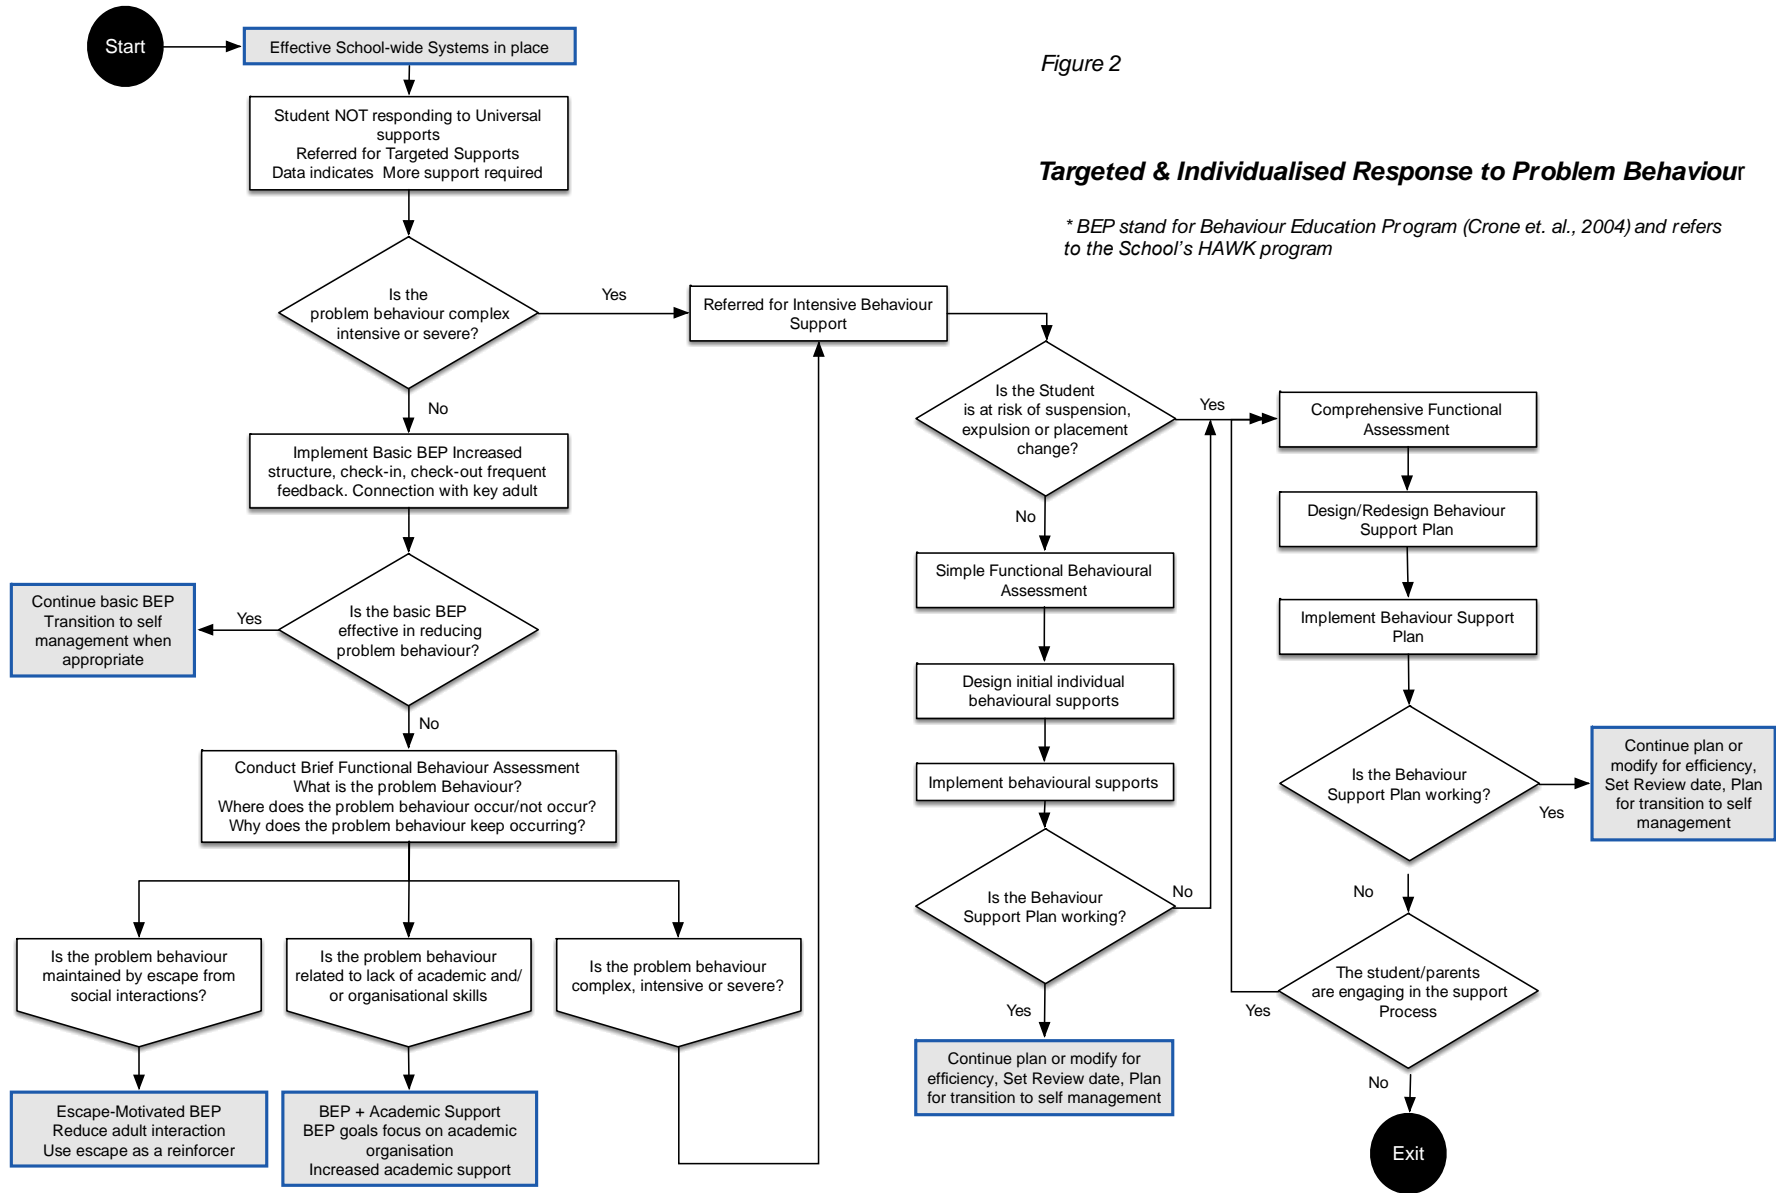 Start
Effective School-wide Systems in place
Figure 2
Student NOT responding to Universal
supports
Referred for Targeted Supports
Data indicates More support required
Targeted & Individualised Response to Problem Behaviour
* BEP stand for Behaviour Education Program (Crone et. al., 2004) and refers
to the School's HAWK program
Is the
problem behaviour complex
intensive or severe?
Yes
No
Referred for Intensive Behaviour
Support
Implement Basic BEP Increased
structure, check-in, check-out frequent
feedback. Connection with key adult
Is the basic BEP
effective in reducing
problem behaviour?
Yes
Continue basic BEP
Transition to self
management when
appropriate
No
Conduct Brief Functional Behaviour Assessment
What is the problem Behaviour?
Where does the problem behaviour occur/not occur?
Why does the problem behaviour keep occurring?
Is the problem behaviour
maintained by escape from
social interactions?
Is the problem behaviour
related to lack of academic and/
or organisational skills
Is the problem behaviour
complex, intensive or severe?
Escape-Motivated BEP
Reduce adult interaction
Use escape as a reinforcer
BEP + Academic Support
BEP goals focus on academic
organisation
Increased academic support
Is the Student
is at risk of suspension,
expulsion or placement
change?
Yes
No
Simple Functional Behavioural
Assessment
Design initial individual
behavioural supports
Implement behavioural supports
Is the Behaviour
Support Plan working?
No
Yes
Continue plan or modify for
efficiency, Set Review date, Plan
for transition to self management
Comprehensive Functional
Assessment
Design/Redesign Behaviour
Support Plan
Implement Behaviour Support
Plan
Is the Behaviour
Support Plan working?
Yes
Continue plan or
modify for efficiency,
Set Review date, Plan
for transition to self
management
No
The student/parents
are engaging in the support
Process
Yes
No
Exit